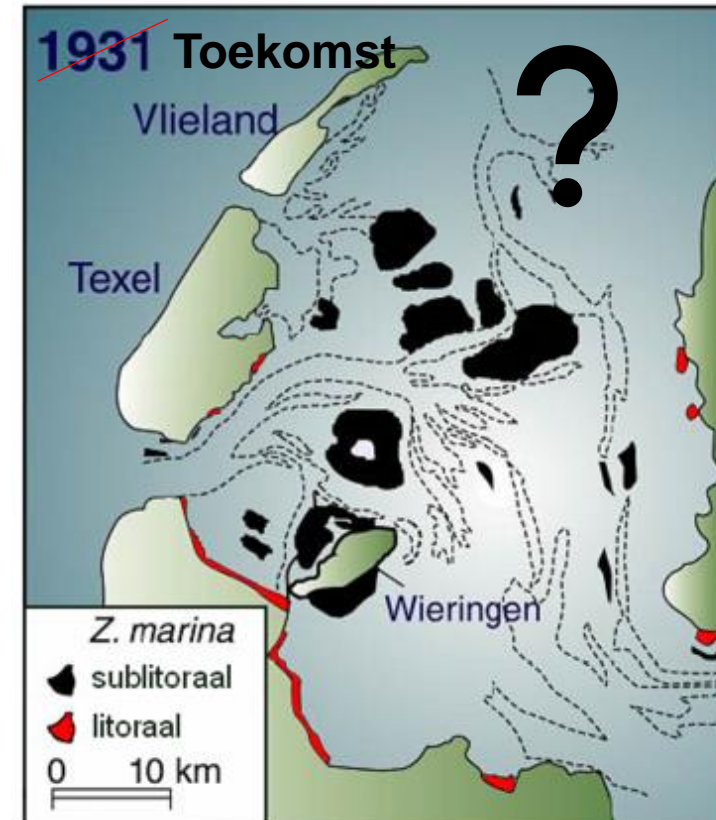 1931 Toekomst
?
Vlieland
Texel
Wieringen
Z. marina
sublitoraal
litoraal
0 10 km